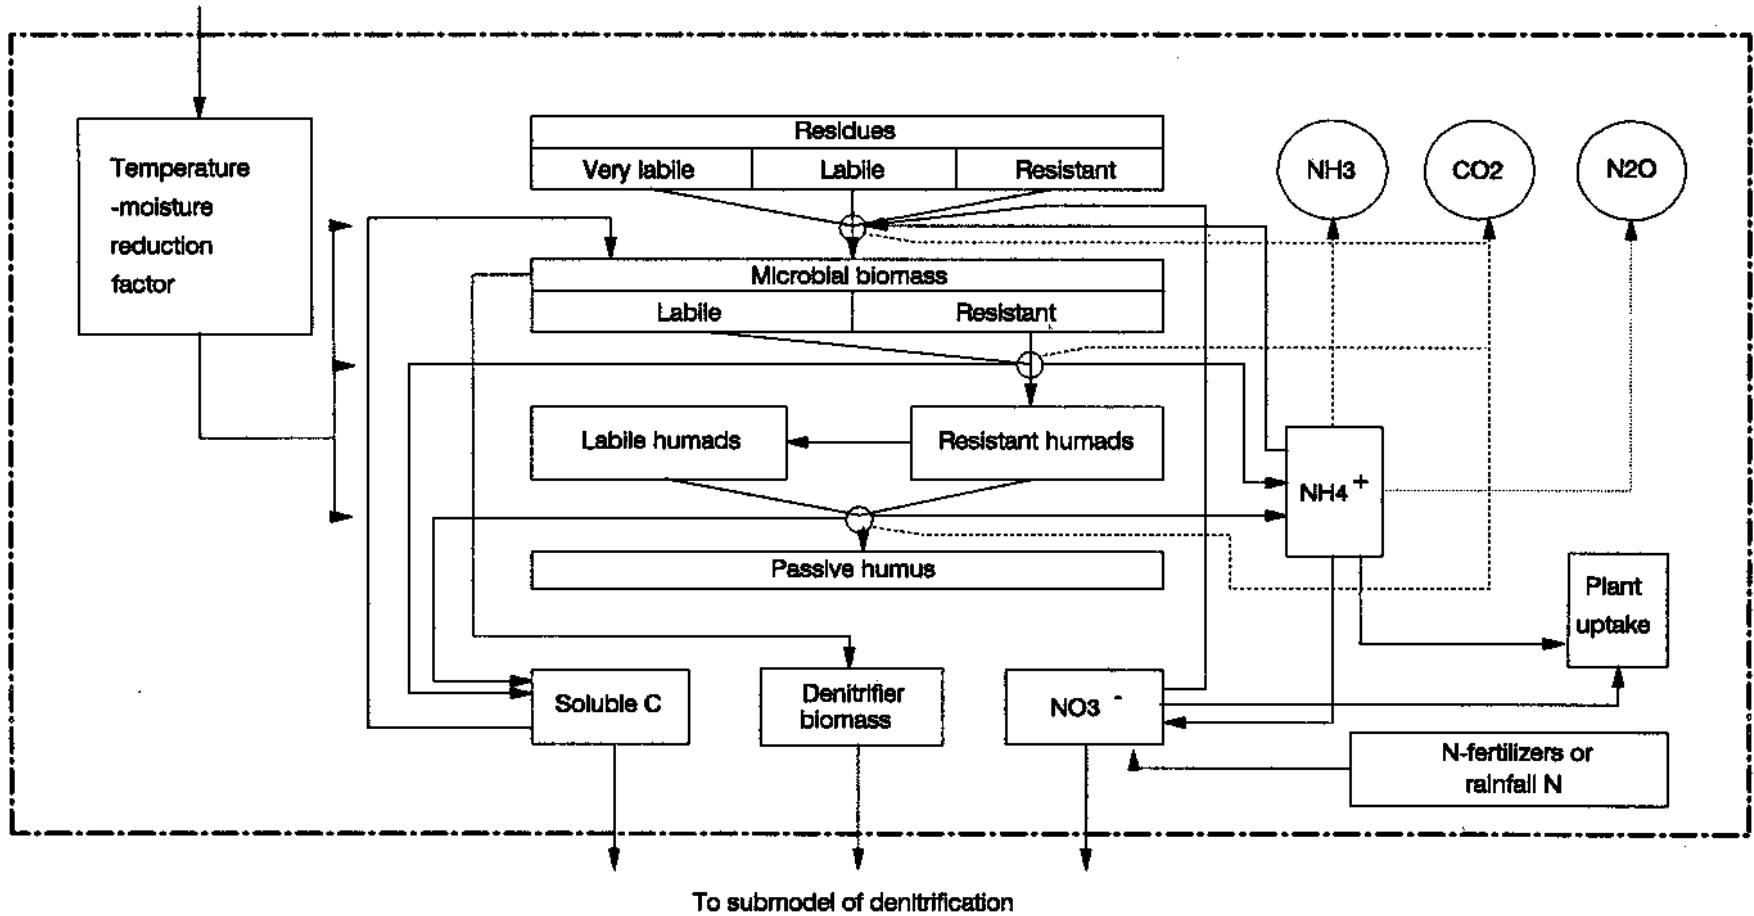 Temperature
-moisture
reduction
factor
Residues
Very labile
Labile
Resistant
NH3
CO2
N2O
Microbial biomass
Labile
Resistant
Labile humads
Resistant humads
NH4 +
Passive humus
Plant
uptake
Soluble C
Denitrifier
biomass
NO3 -
N-fertilizers or
rainfall N
To submodel of denitrification